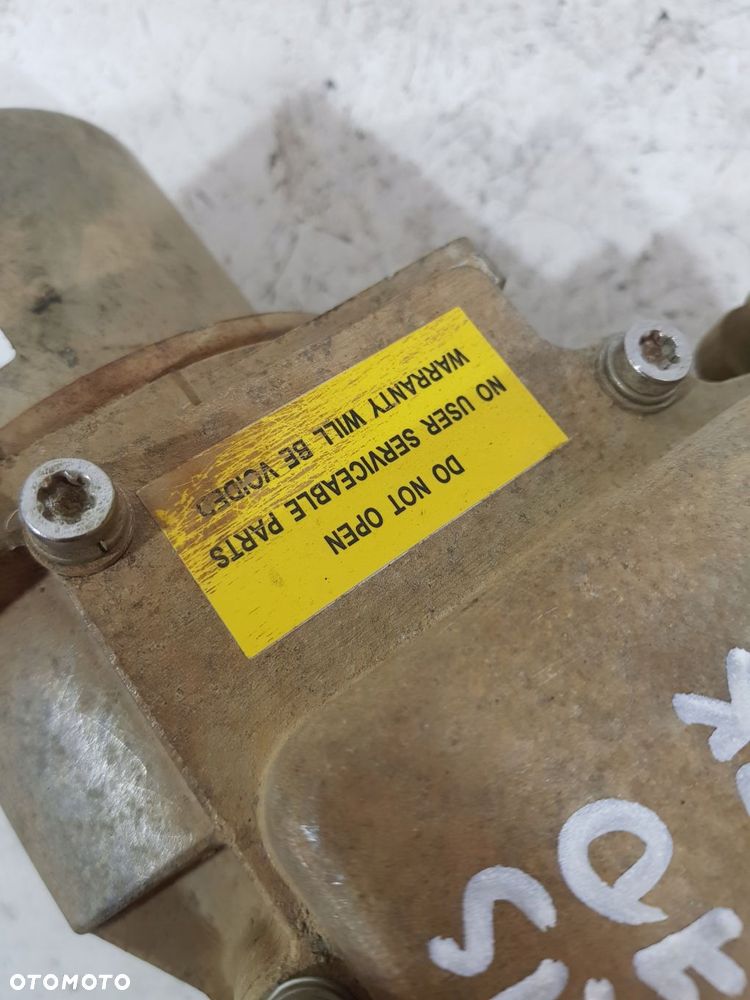 DO NOT OPEN
NO USER SERVICEABLE PARTS
WARRANTY WILL BE VOIDED
OTOMOTO